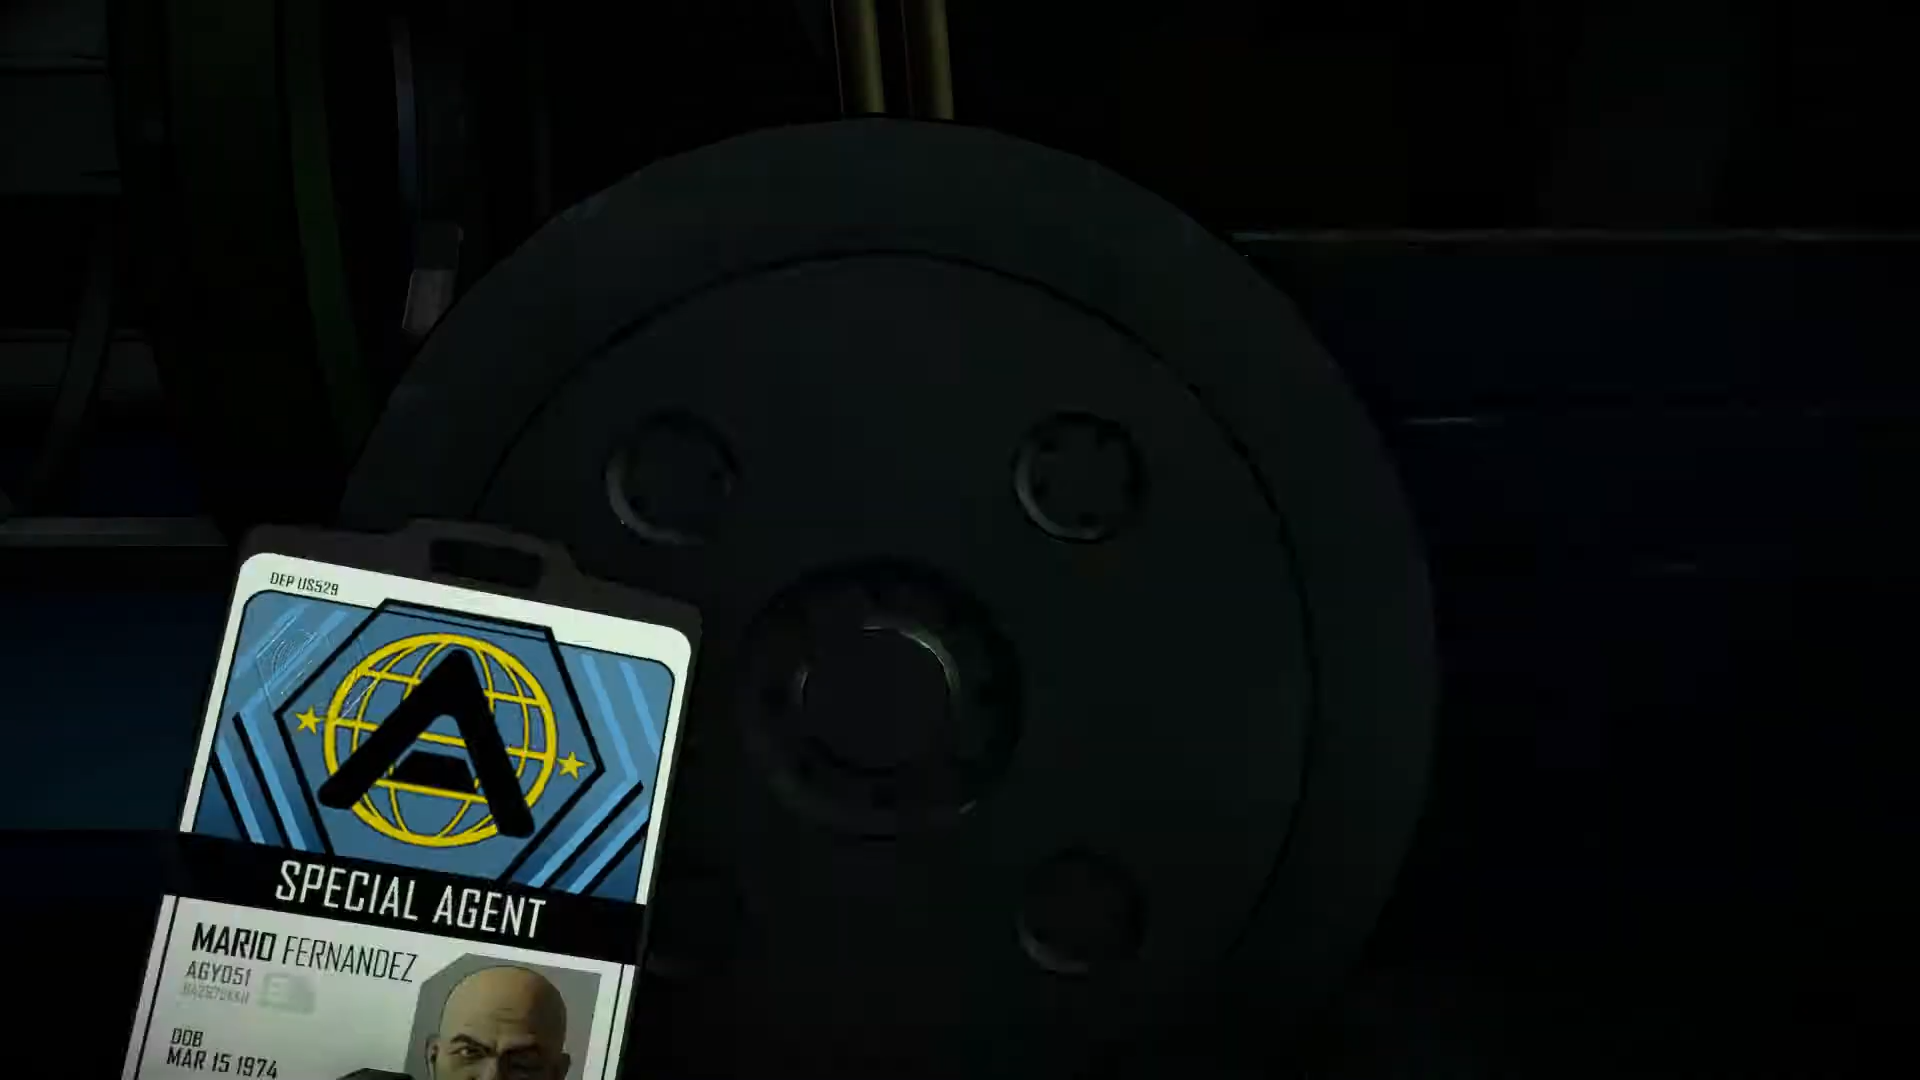 DEP US529
SPECIAL AGENT
MARIO FERNANDEZ
AGY051
DOB
MAR 15 1974